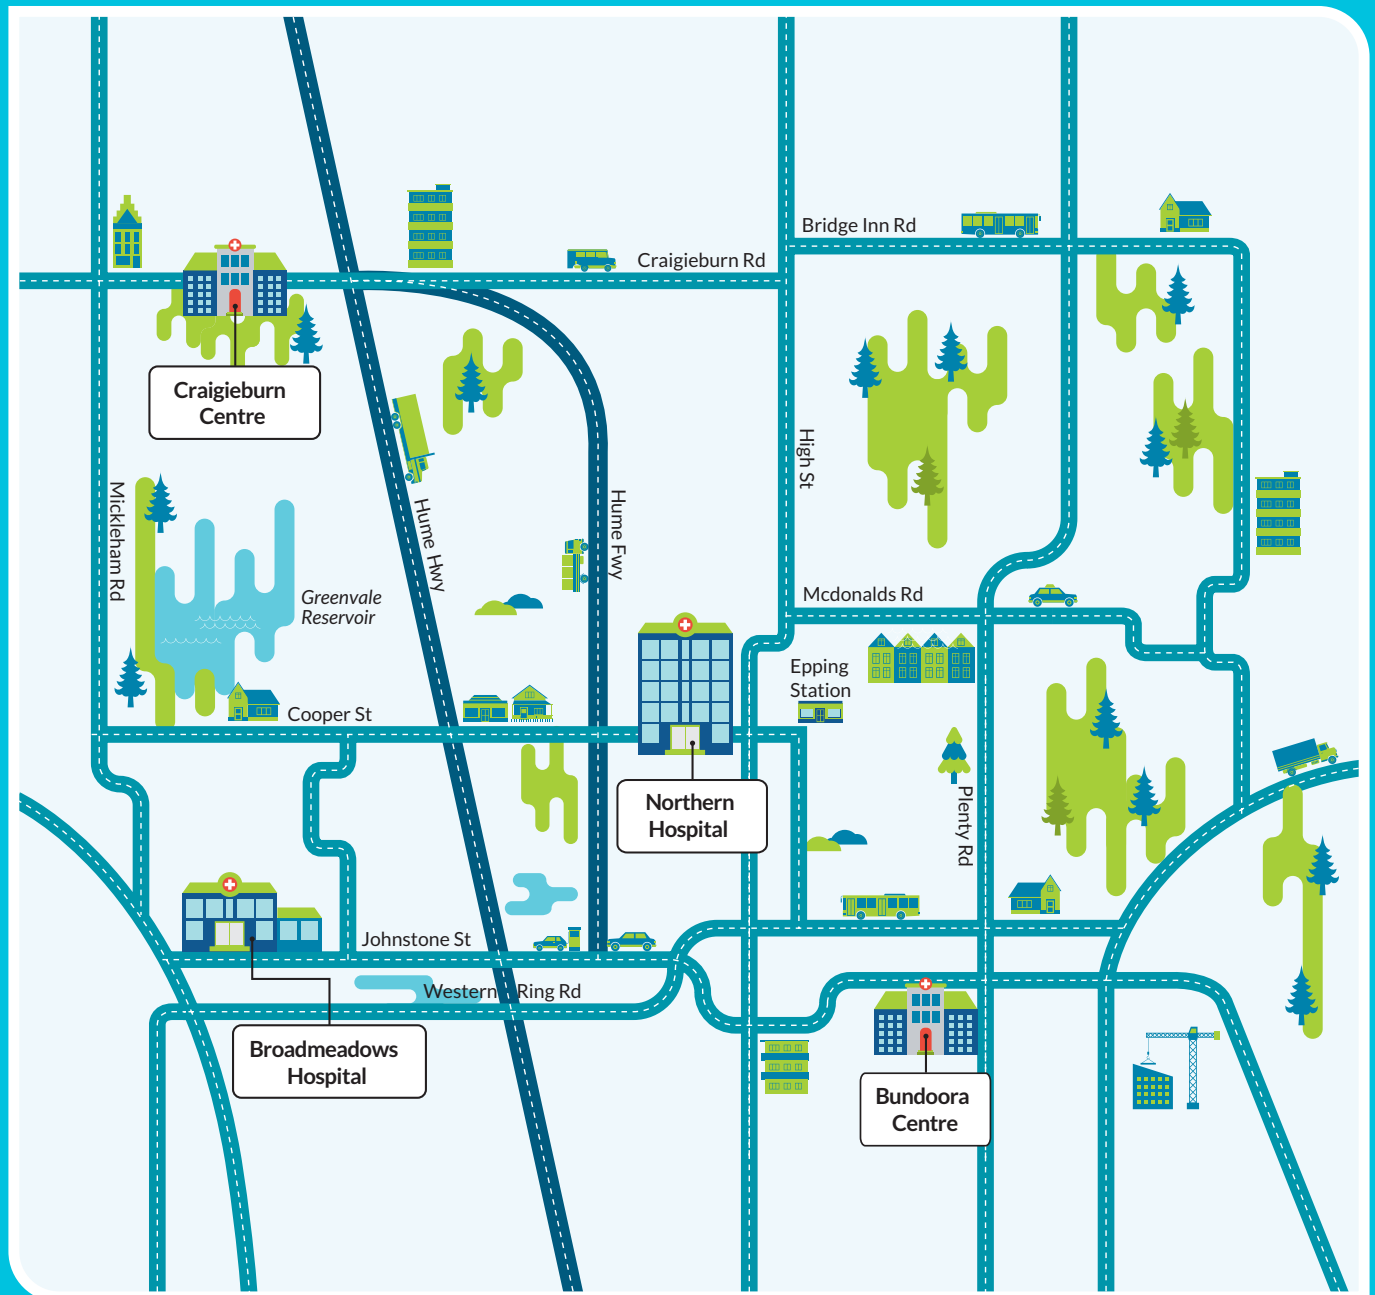 Bridge Inn Rd
Craigieburn Rd
Craigieburn
Centre
High St
Mickleham Rd
Hume Hwy
Hume Fwy
Greenvale
Reservoir
Mcdonalds Rd
Epping
Station
Cooper St
Northern
Hospital
Plenty Rd
Johnstone St
Western Ring Rd
Broadmeadows
Hospital
Bundoora
Centre